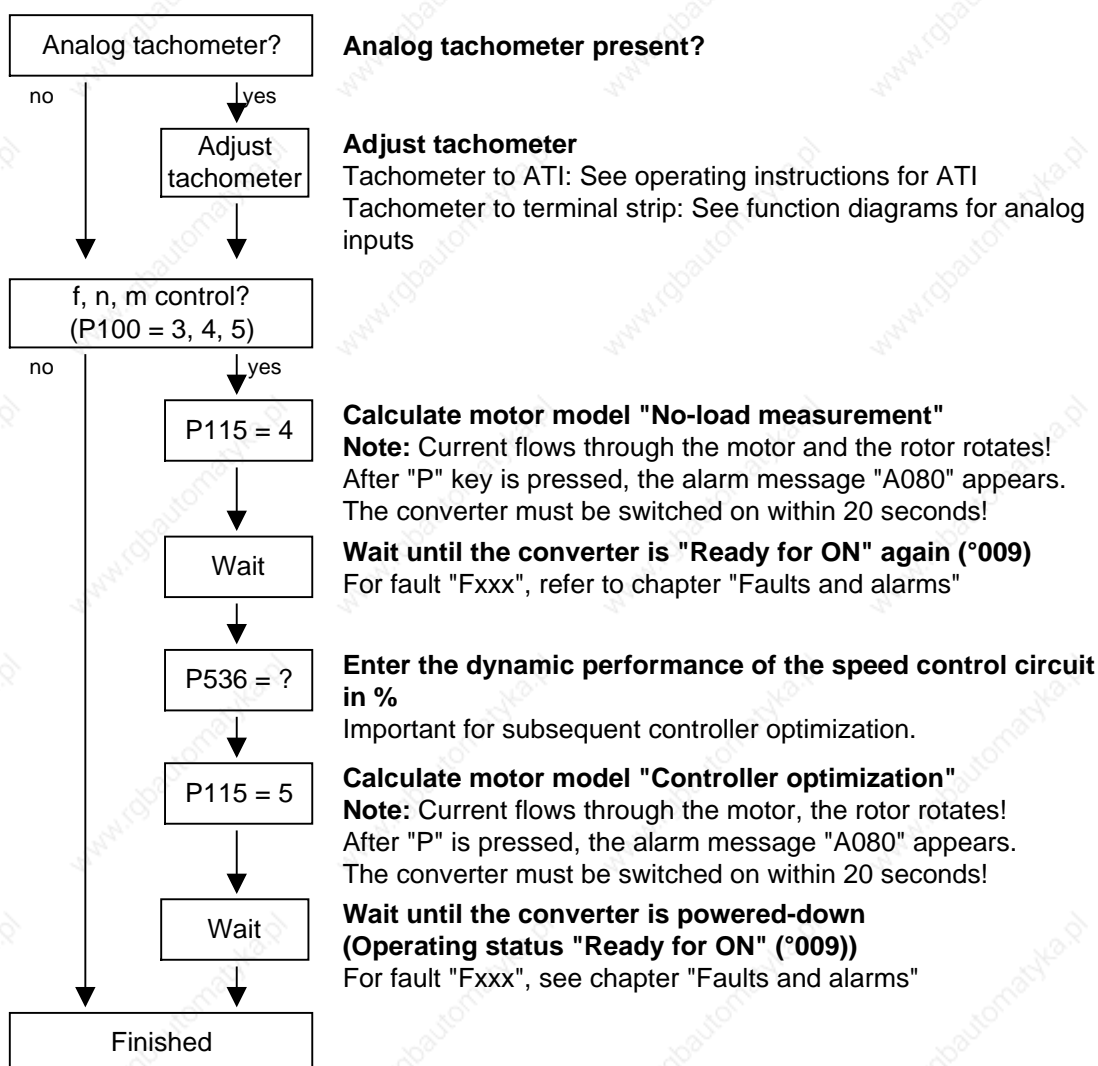 Analog tachometer?
Analog tachometer present?
no
yes
Adjust
tachometer
Adjust tachometer
Tachometer to ATI: See operating instructions for ATI
Tachometer to terminal strip: See function diagrams for analog
inputs
f, n, m control?
(P100 = 3, 4, 5)
no
yes
P115 = 4
Calculate motor model "No-load measurement"
Note: Current flows through the motor and the rotor rotates!
After "P" key is pressed, the alarm message "A080" appears.
The converter must be switched on within 20 seconds!
Wait
Wait until the converter is "Ready for ON" again (°009)
For fault "Fxxx", refer to chapter "Faults and alarms"
P536 = ?
Enter the dynamic performance of the speed control circuit
in %
Important for subsequent controller optimization.
P115 = 5
Calculate motor model "Controller optimization"
Note: Current flows through the motor, the rotor rotates!
After "P" is pressed, the alarm message "A080" appears.
The converter must be switched on within 20 seconds!
Wait
Wait until the converter is powered-down
(Operating status "Ready for ON" (°009))
For fault "Fxxx", see chapter "Faults and alarms"
Finished
www.rgbautomatyka.pl